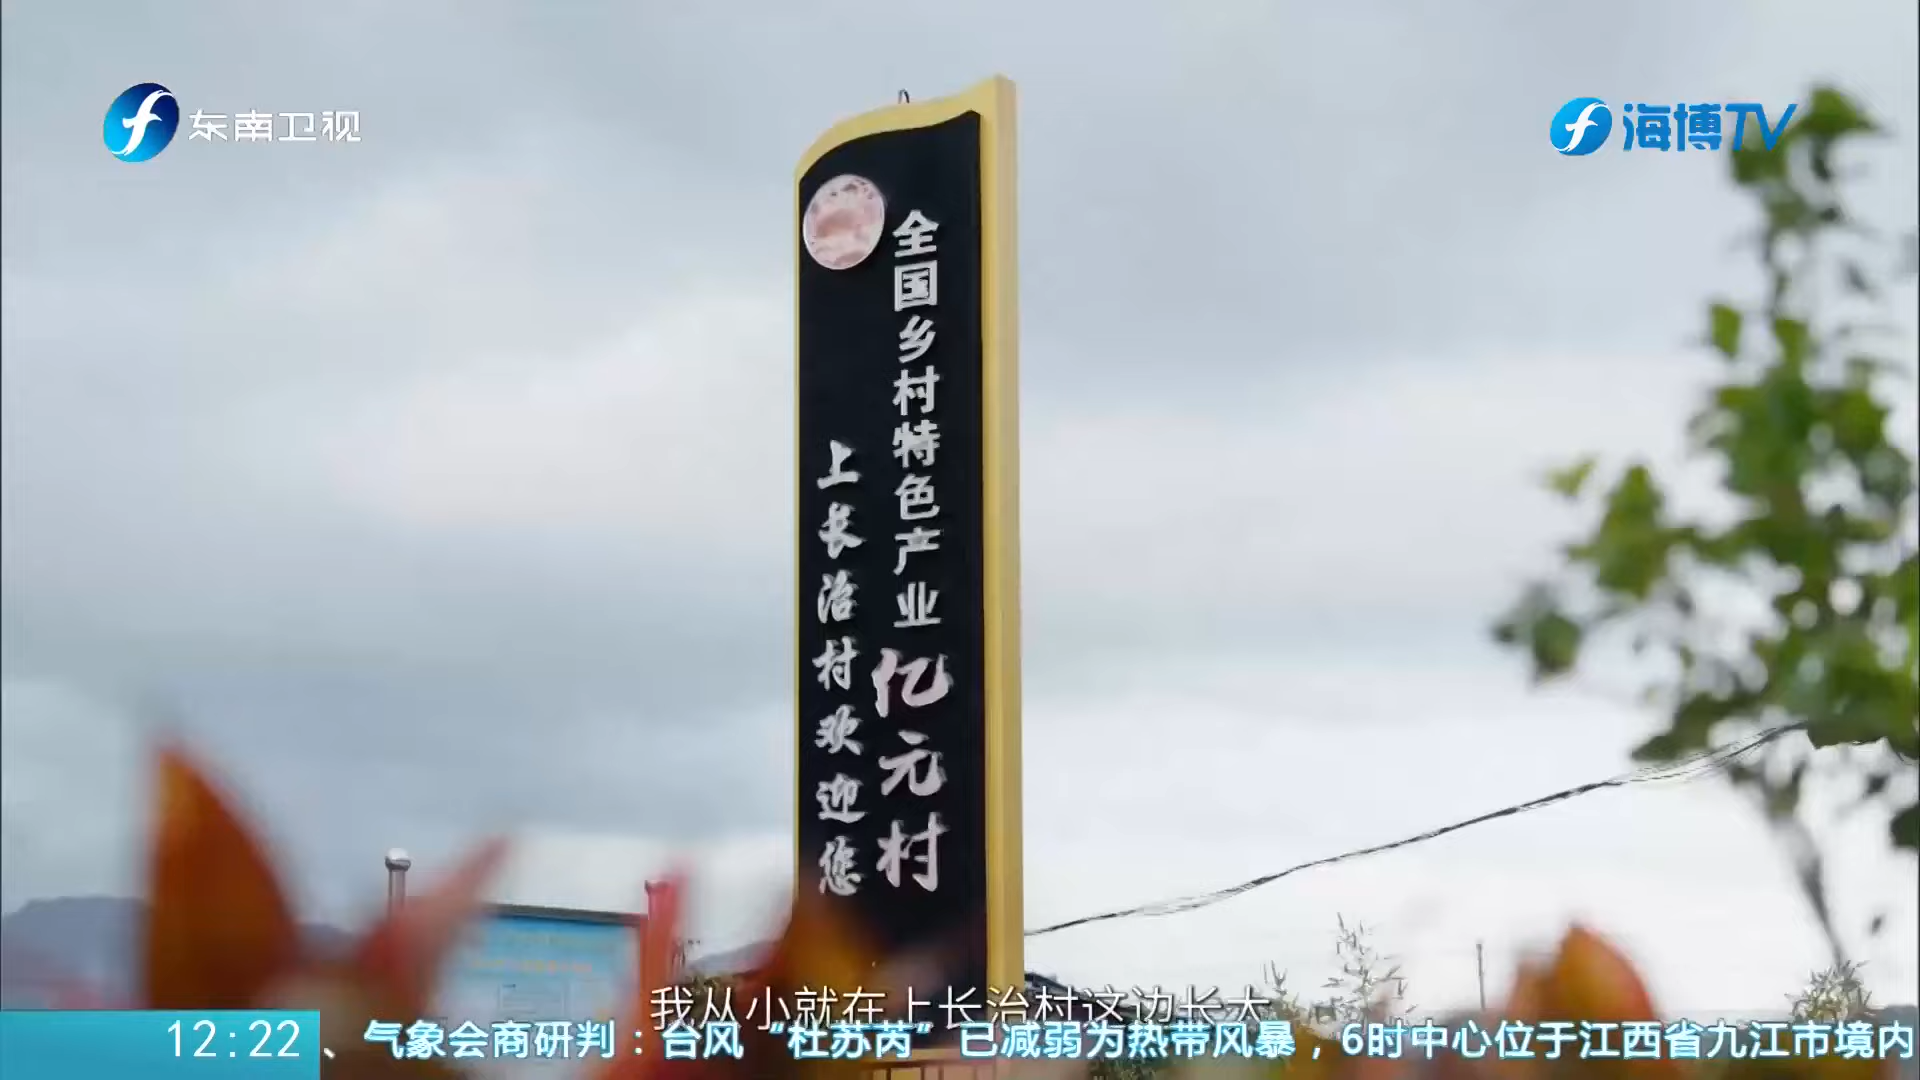 东南卫视
海博TV
全国乡村特色产业亿元村
上长治村欢迎您
我从小就在上长治村这边长大
12:22
、气象会商研判：台风“杜苏芮”已减弱为热带风暴，6时中心位于江西省九江市境内